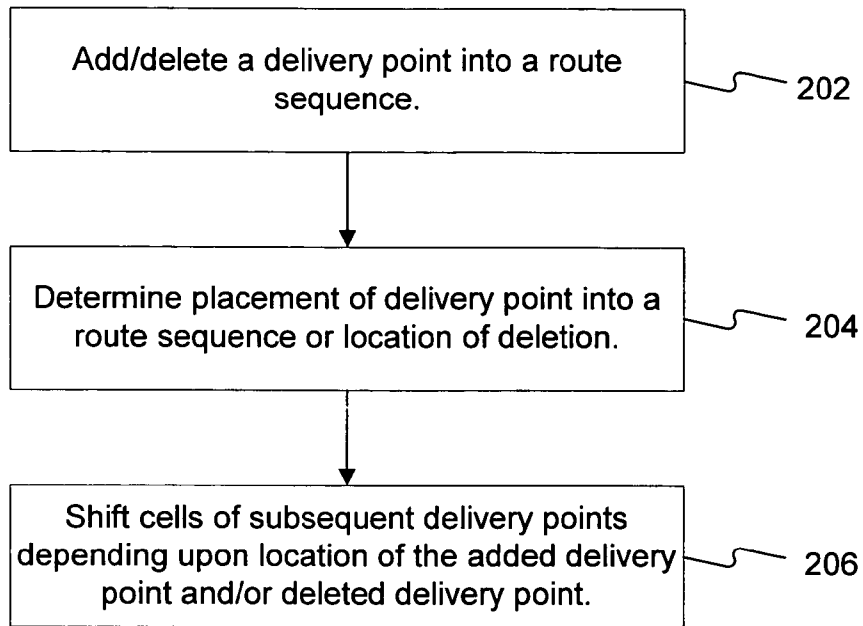 Add/delete a delivery point into a route
sequence.
202
Determine placement of delivery point into a
route sequence or location of deletion.
204
Shift cells of subsequent delivery points
depending upon location of the added delivery
point and/or deleted delivery point.
206